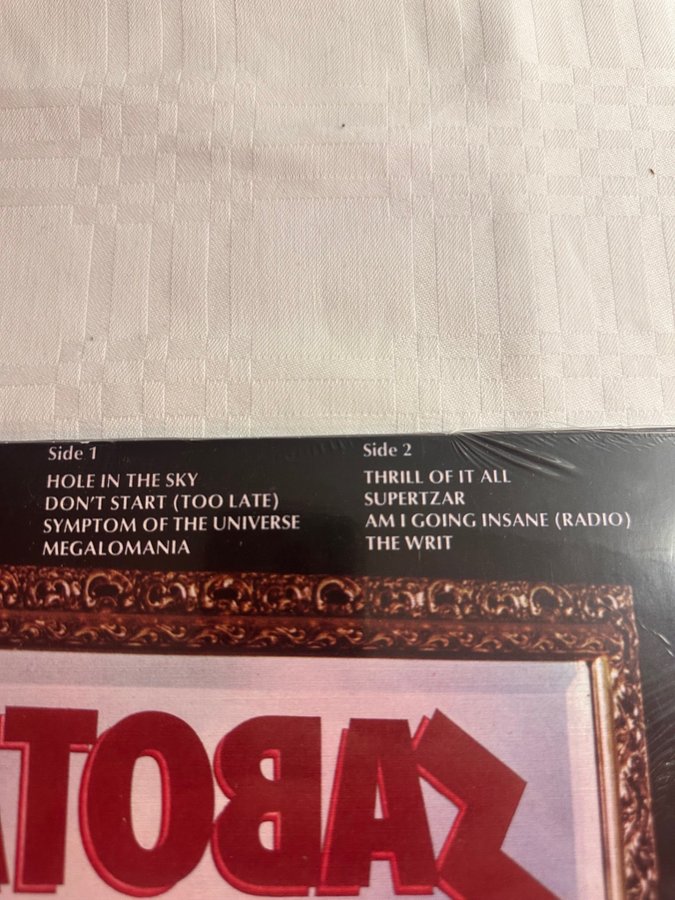 Side 1
HOLE IN THE SKY
DON'T START (TOO LATE)
SYMPTOM OF THE UNIVERSE
MEGALOMANIA
Side 2
THRILL OF IT ALL
SUPERTZAR
AM I GOING INSANE (RADIO)
THE WRIT
SABOT